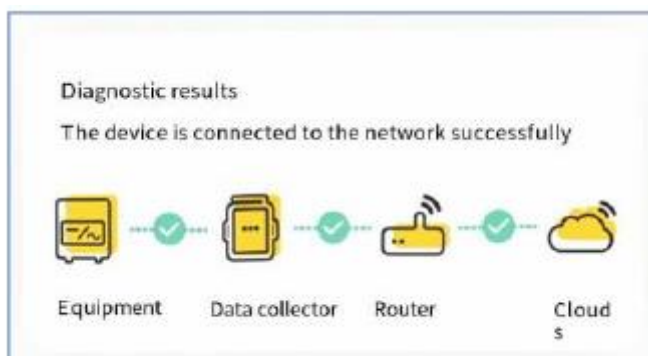 Diagnostic results
The device is connected to the network successfully
Equipment
Data collector
Router
Cloud
s